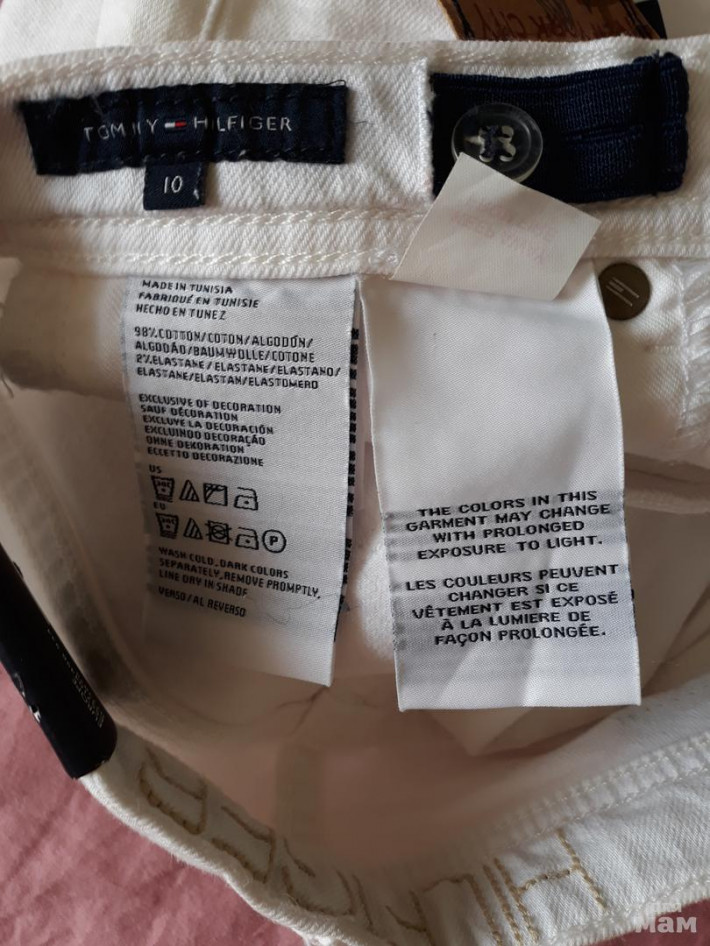 YORK CITY
TOMMY HILFIGER
10
MADE IN TUNISIA
FABRIQUÉ EN TUNISIE
HECHO EN TUNEZ
98% COTTON/COTON/ALGODÓN/
ALGODÃO/BAUMWOLLE/COTONE
2% ELASTANE/ELASTANE/ELASTANO/
ELASTANE/ELASTAN/ELASTOMERO
EXCLUSIVE OF DECORATION
SAUF DÉCORATION
EXCLUYE LA DECORACIÓN
EXCLUINDO DECORAÇÃO
OHNE DEKORATION
ECCETTO DECORAZIONE
US
EU
P
WASH COLD, DARK COLORS
SEPARATELY, REMOVE PROMPTLY,
LINE DRY IN SHADE
VERSO/AL REVERSO
THE COLORS IN THIS
GARMENT MAY CHANGE
WITH PROLONGED
EXPOSURE TO LIGHT.
LES COULEURS PEUVENT
CHANGER SI CE
VÊTEMENT EST EXPOSÉ
À LA LUMIERE DE
FAÇON PROLONGÉE.
HILFIGER
мам